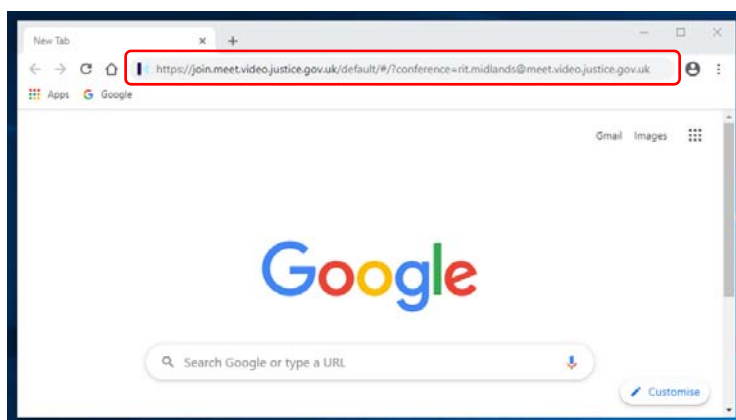 New Tab
https://join.meet.video.justice.gov.uk/default/#/?conference=rit.midlands@meet.video.justice.gov.uk
Apps Google
Gmail Images
Google
Search Google or type a URL
Customise